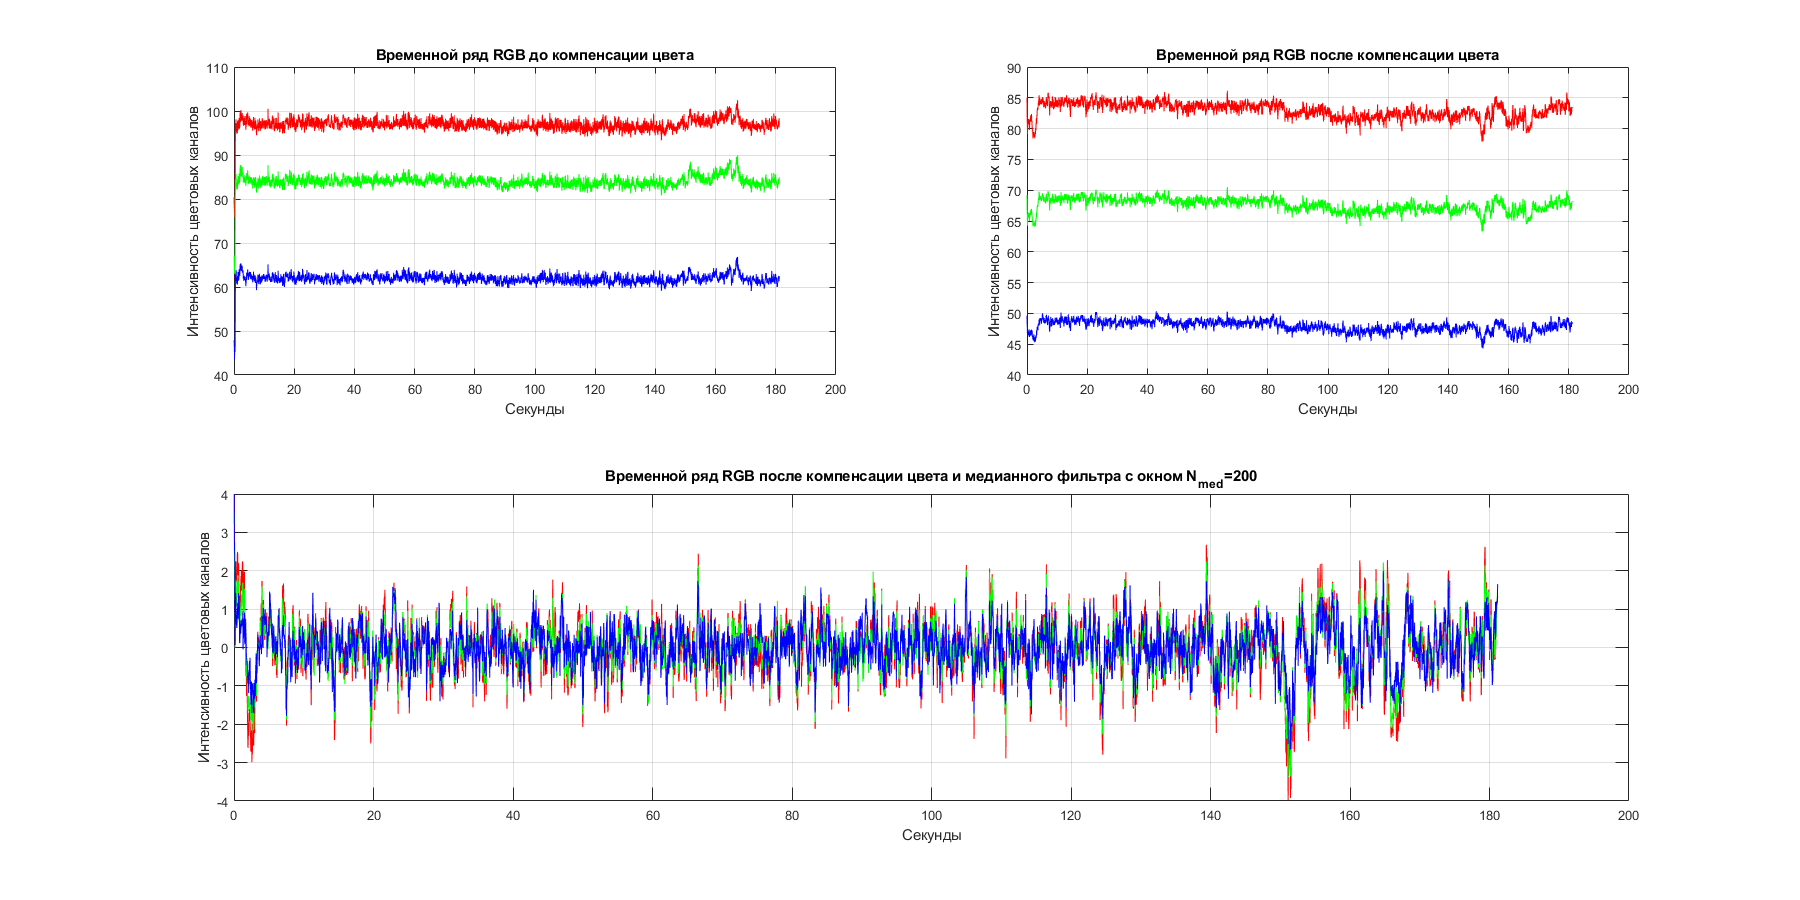 Временной ряд RGB до компенсации цвета
110
100
90
80
70
60
50
40
Интенсивность цветовых каналов
0 20 40 60 80 100 120 140 160 180 200
Секунды
Временной ряд RGB после компенсации цвета
90
85
80
75
70
65
60
55
50
45
40
Интенсивность цветовых каналов
0 20 40 60 80 100 120 140 160 180 200
Секунды
Временной ряд RGB после компенсации цвета и медианного фильтра с окном N_med=200
4
3
2
1
0
-1
-2
-3
-4
Интенсивность цветовых каналов
0 20 40 60 80 100 120 140 160 180 200
Секунды